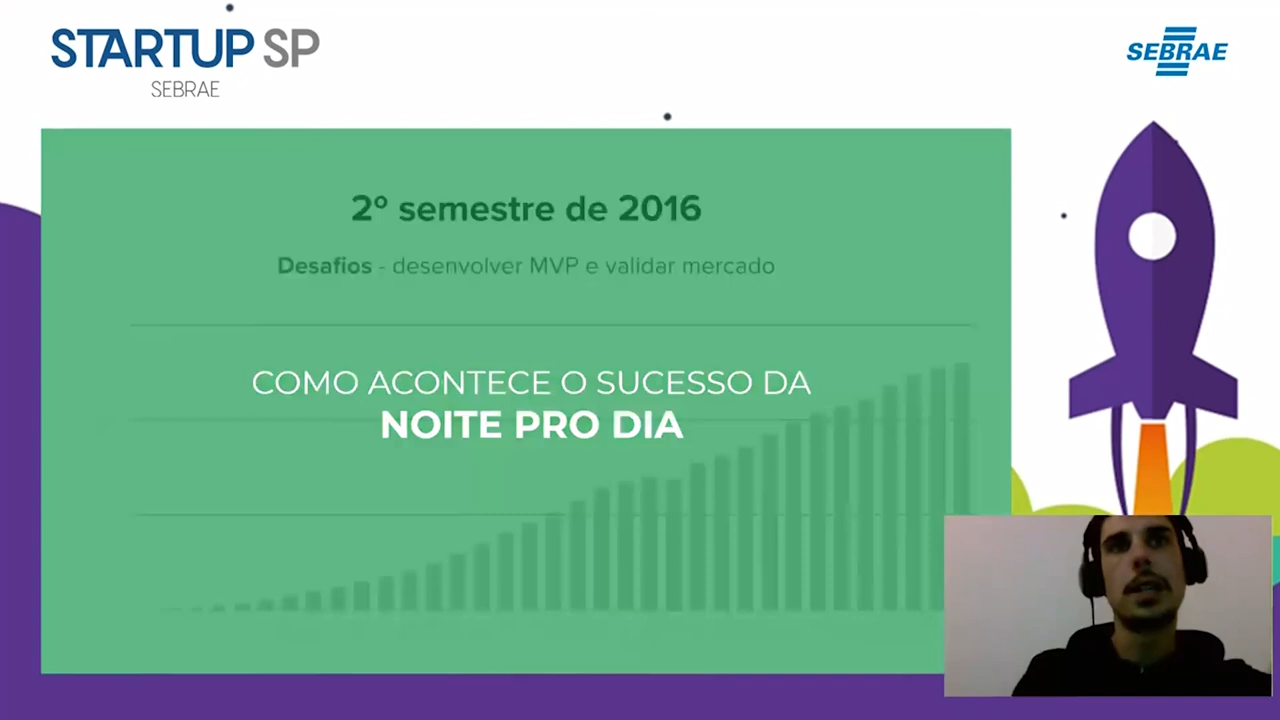 STARTUP SP
SEBRAE
SEBRAE
2º semestre de 2016
Desafios - desenvolver MVP e validar mercado
COMO ACONTECE O SUCESSO DA
NOITE PRO DIA